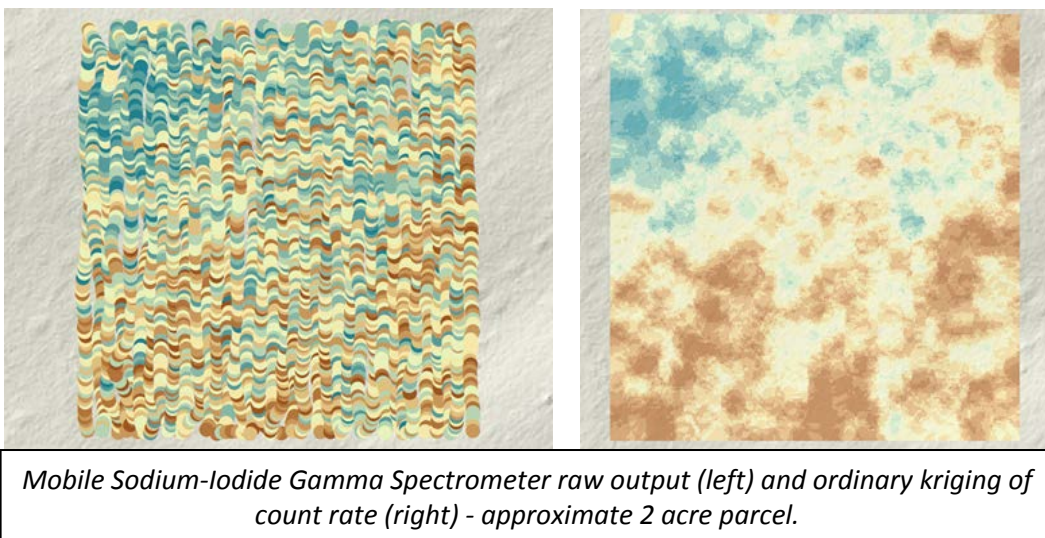 Mobile Sodium-Iodide Gamma Spectrometer raw output (left) and ordinary kriging of
count rate (right) - approximate 2 acre parcel.